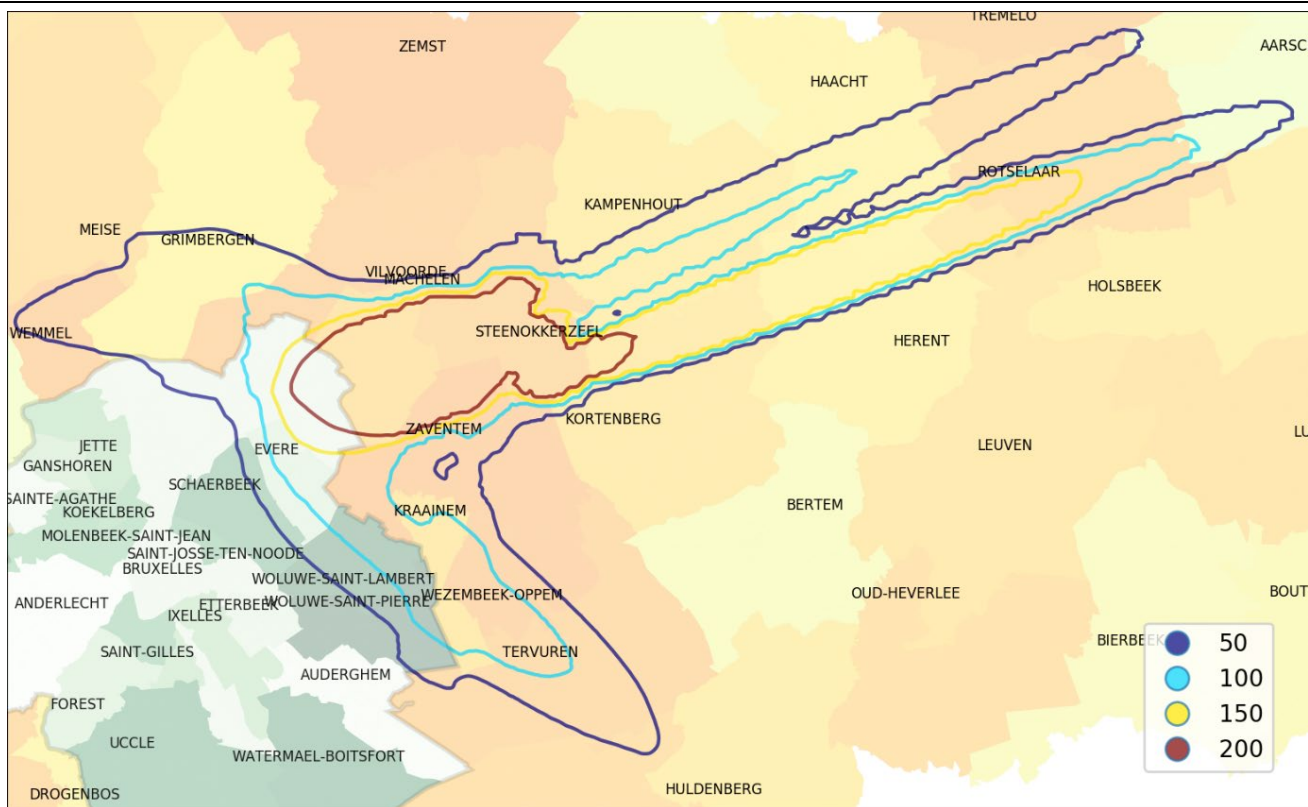 TREMELO
ZEMST
AARSC
HAACHT
ROTSELAAR
KAMPENHOUT
MEISE
GRIMBERGEN
VILVOORDE
MACHELEN
HOLSBEEK
WEMMEL
STEENOKKERZEEL
HERENT
KORTENBERG
ZAVENTEM
LU
JETTE
EVERE
LEUVEN
GANSHOREN
SCHAERBEEK
SAINTE-AGATHE
BERTEM
KOEKELBERG
KRAAINEM
MOLENBEEK-SAINT-JEAN
SAINT-JOSSE-TEN-NOODE
BRUXELLES
WOLUWE-SAINT-LAMBERT
WEZEMBEEK-OPPEM
OUD-HEVERLEE
BOUT
ANDERLECHT
ETTERBEEK
WOLUWE-SAINT-PIERRE
IXELLES
BIERBEEK
SAINT-GILLES
TERVUREN
AUDERGHEM
FOREST
UCCLE
WATERMAEL-BOITSFORT
HULDENBERG
DROGENBOS
50
100
150
200